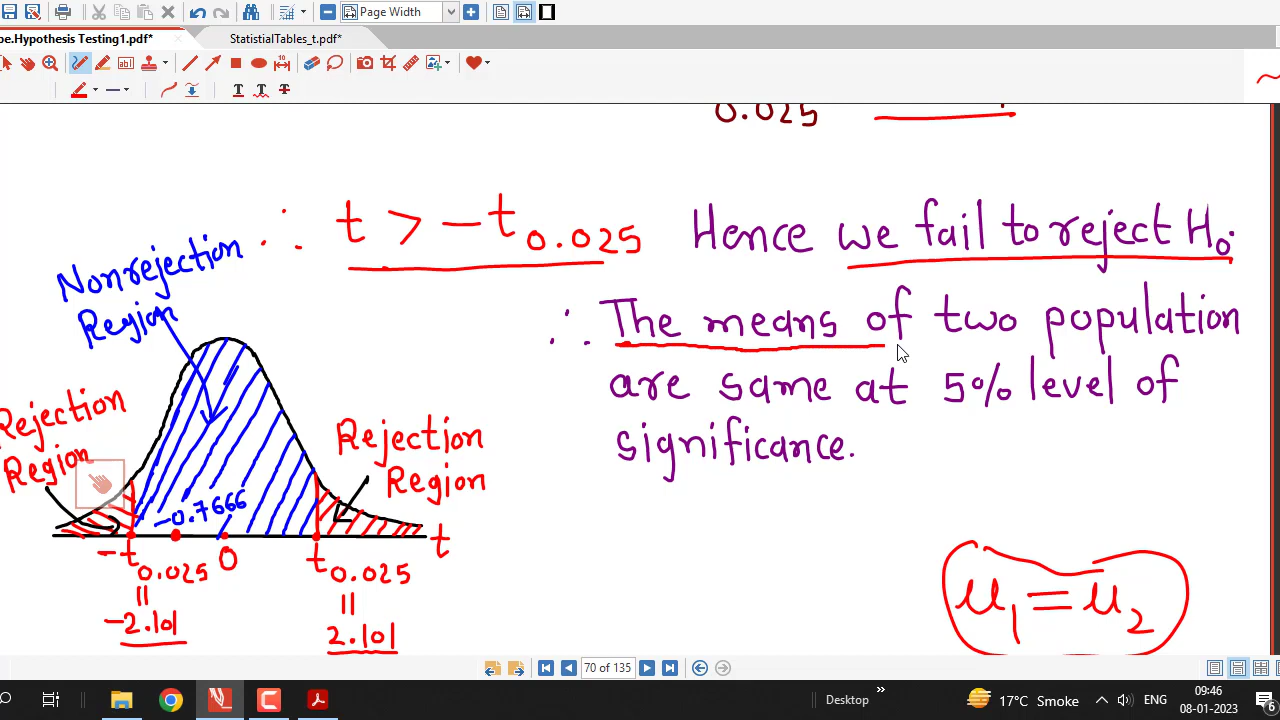 Page Width
pe.Hypothesis Testing1.pdf*
StatistialTables_t.pdf*
0.025
∴ t > -t0.025 Hence we fail to reject H0.
Nonrejection
Region
∴ The means of two population
are same at 5% level of
significance.
Rejection
Region
Rejection
Region
-0.7666
-t0.025 0 t0.025 t
=
-2.101
=
2.101
μ1 = μ2
70 of 135
Desktop
»
17°C Smoke
ENG
09:46
08-01-2023
6